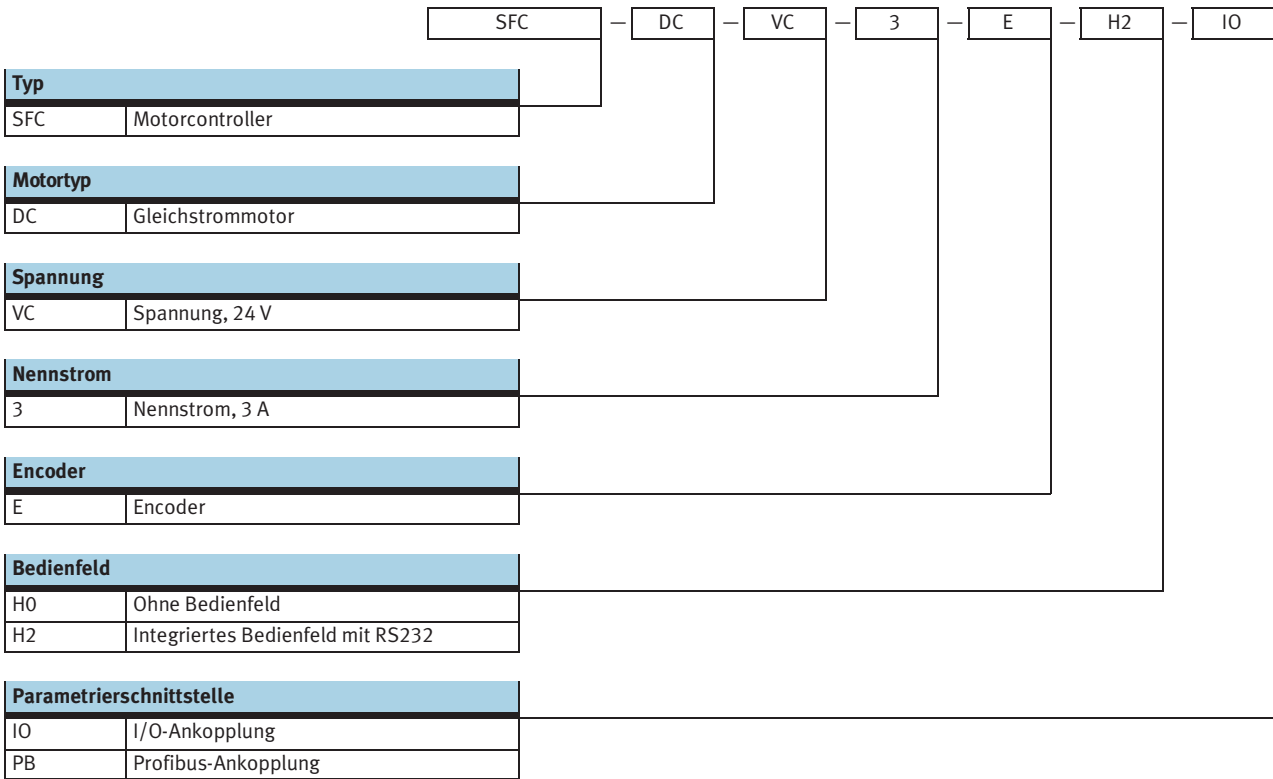 SFC — DC — VC — 3 — E — H2 — IO
Typ
SFC Motorcontroller
Motortyp
DC Gleichstrommotor
Spannung
VC Spannung, 24 V
Nennstrom
3 Nennstrom, 3 A
Encoder
E Encoder
Bedienfeld
H0 Ohne Bedienfeld
H2 Integriertes Bedienfeld mit RS232
Parametrierschnittstelle
IO I/O-Ankopplung
PB Profibus-Ankopplung